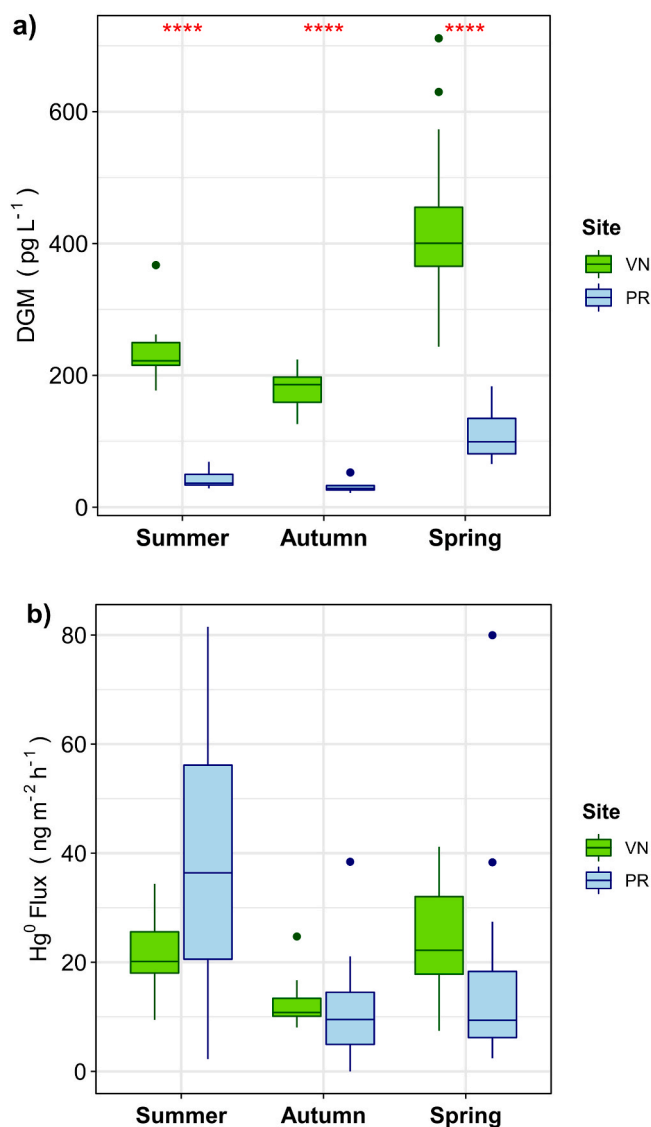 a)
**** **** ****
600
400
200
0
DGM ( pg L⁻¹ )
Summer Autumn Spring
Site
VN
PR
b)
80
60
40
20
0
Hg⁰ Flux ( ng m⁻² h⁻¹ )
Summer Autumn Spring
Site
VN
PR